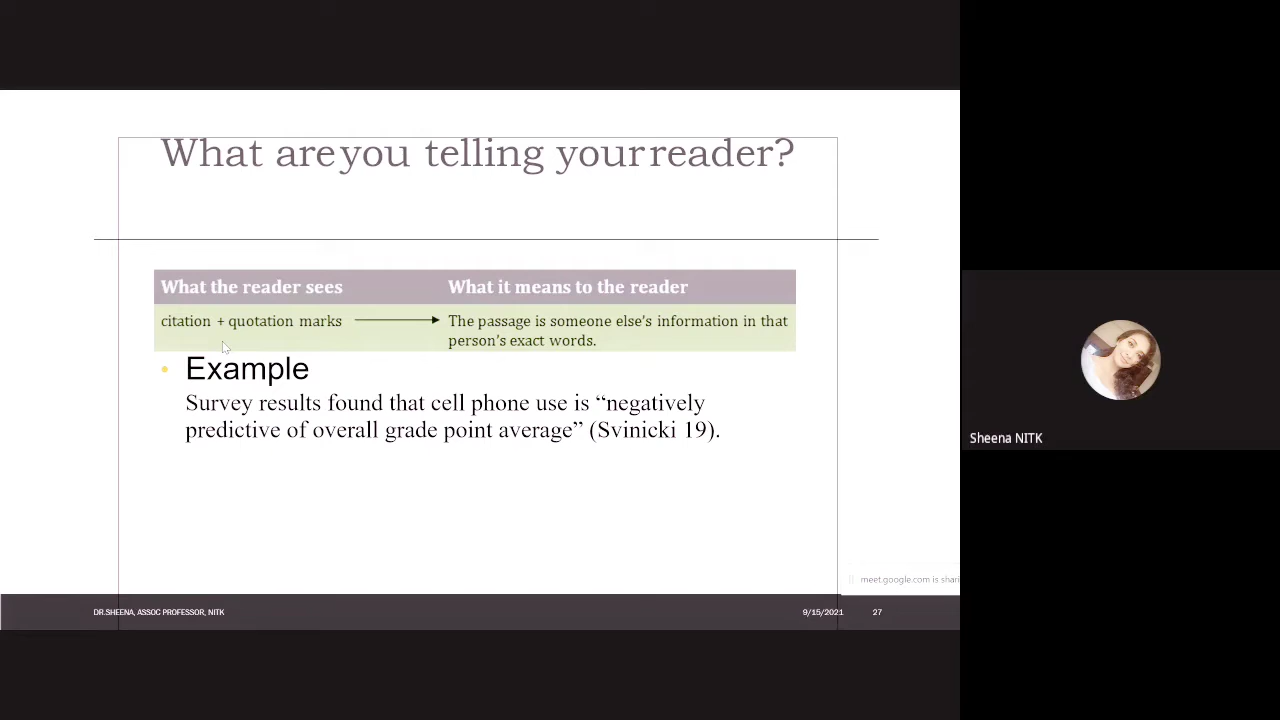 What are you telling your reader?
What the reader sees What it means to the reader
citation + quotation marks The passage is someone else's information in that
person's exact words.
• Example
Survey results found that cell phone use is “negatively
predictive of overall grade point average” (Svinicki 19).
meet.google.com is shari
DR.SHEENA, ASSOC PROFESSOR, NITK 9/15/2021 27
Sheena NITK